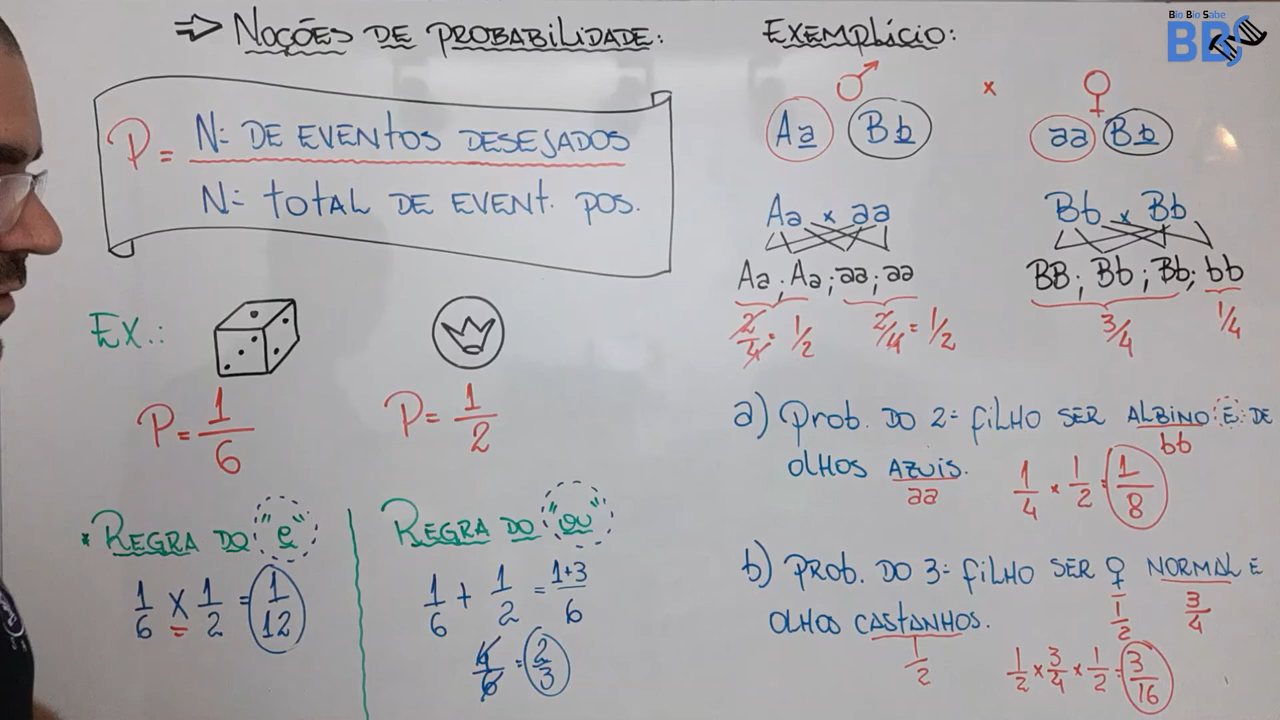 ⇒ NOÇÕES DE PROBABILIDADE:
P = Nº DE EVENTOS DESEJADOS
Nº TOTAL DE EVENT. POS.
EX.:
P = 1/6
P = 1/2
* REGRA DO "e"
1/6 x 1/2 = 1/12
REGRA DO "ou"
1/6 + 1/2 = 1+3/6
4/6 = 2/3
EXEMPLÍCIO:
Bio Bio Sabe
BBS
♂ x ♀
Aa Bb aa Bb
Aa x aa
Aa ; Aa ; aa ; aa
2/4 = 1/2 2/4 = 1/2
Bb x Bb
BB ; Bb ; Bb ; bb
3/4 1/4
a) Prob. DO 2º FILHO SER ALBINO E DE
bb
OLHOS AZUIS.
aa
1/4 x 1/2 = 1/8
b) PROB. DO 3º FILHO SER ♀ NORMAL E
1/2 3/4
OLHOS CASTANHOS.
1/2
1/2 x 3/4 x 1/2 = 3/16